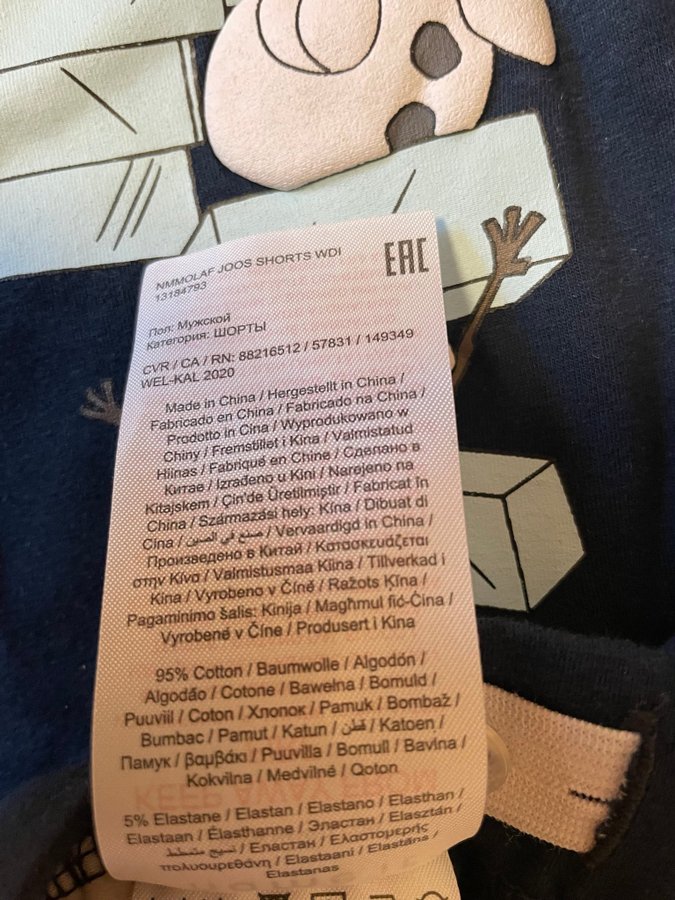 NMMOLAF JOOS SHORTS WDI
13184793
EAC
Пол: Мужской
Категория: ШОРТЫ
CVR / CA / RN: 88216512 / 57831 / 149349
WEL-KAL 2020
Made in China / Hergestellt in China /
Fabricado en China / Fabricado na China /
Prodotto in Cina / Wyprodukowano w
Chiny / Fremstillet i Kina / Valmistatud
Hiinas / Fabriqué en Chine / Сделано в
Китае / Izrađeno u Kini / Narejeno na
Kitajskem / Çin'de Üretilmiştir / Fabricat în
China / Származási hely: Kína / Dibuat di
Cina / صنع في الصين / Vervaardigd in China /
Произведено в Китай / Κατασκευάζεται
στην Κίνα / Valmistusmaa Kiina / Tillverkad i
Kina / Vyrobeno v Číně / Ražots Ķīna /
Pagaminimo šalis: Kinija / Magħmul fiċ-Ċina /
Vyrobené v Číne / Produsert i Kina
95% Cotton / Baumwolle / Algodón /
Algodão / Cotone / Bawełna / Bomuld /
Puuviil / Coton / Хлопок / Pamuk / Bombaž /
Bumbac / Pamut / Katun / قطن / Katoen /
Памук / βαμβάκι / Puuvilla / Bomull / Bavlna /
Kokvilna / Medvilnė / Qoton
5% Elastane / Elastan / Elastano / Elasthan /
Elastaan / Élasthanne / Эластан / Elasztán /
نسيج متمطط / Еластан / Ελαστομερής
πολυουρεθάνη / Elastaani / Elastāns /
Elastanas